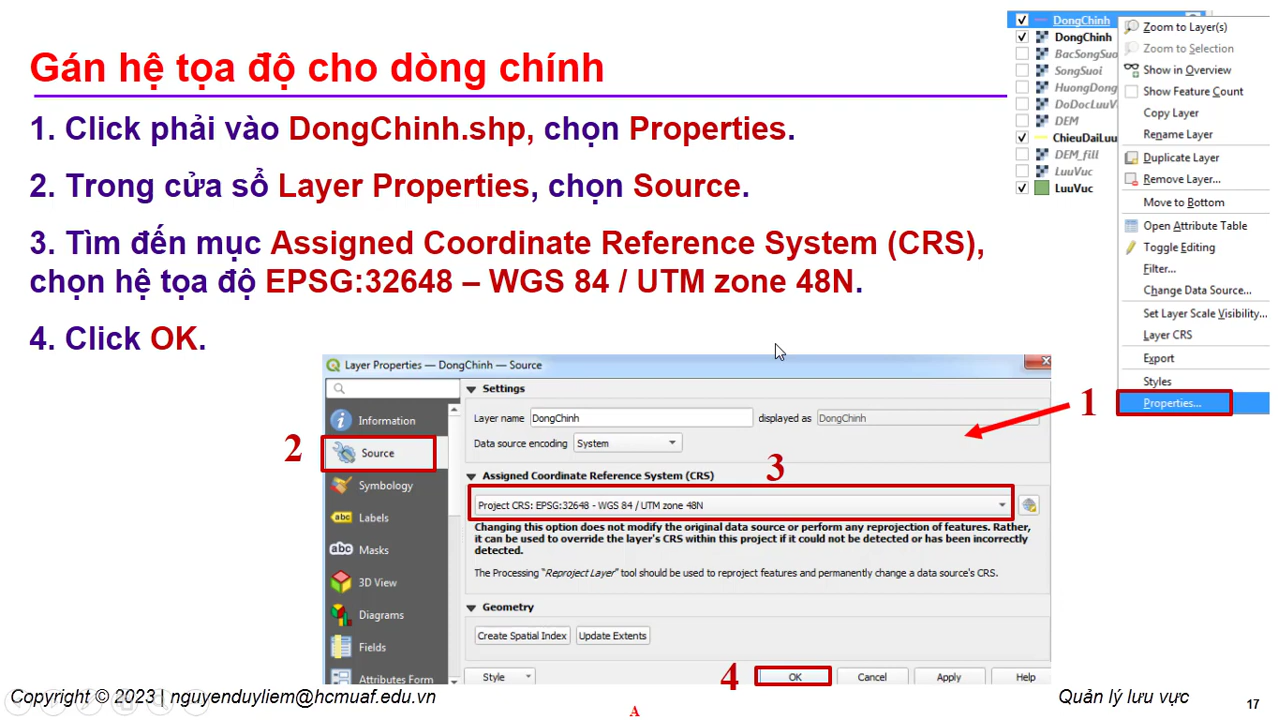 Gán hệ tọa độ cho dòng chính
1. Click phải vào DongChinh.shp, chọn Properties.
2. Trong cửa sổ Layer Properties, chọn Source.
3. Tìm đến mục Assigned Coordinate Reference System (CRS),
chọn hệ tọa độ EPSG:32648 – WGS 84 / UTM zone 48N.
4. Click OK.
DongChinh
DongChinh
BacSongSuo
SongSuoi
HuongDong
DoDocLuuV
DEM
ChieuDaiLuu
DEM_fill
LuuVuc
LuuVuc
Zoom to Layer(s)
Zoom to Selection
Show in Overview
Show Feature Count
Copy Layer
Rename Layer
Duplicate Layer
Remove Layer...
Move to Bottom
Open Attribute Table
Toggle Editing
Filter...
Change Data Source...
Set Layer Scale Visibility...
Layer CRS
Export
Styles
Properties...
1
Layer Properties — DongChinh — Source
Information
2
Source
Symbology
abc Labels
abc Masks
3D View
Diagrams
Fields
Attributes Form
Settings
Layer name DongChinh displayed as DongChinh
Data source encoding System
Assigned Coordinate Reference System (CRS)
3
Project CRS: EPSG:32648 - WGS 84 / UTM zone 48N
Changing this option does not modify the original data source or perform any reprojection of features. Rather,
it can be used to override the layer's CRS within this project if it could not be detected or has been incorrectly
detected.
The Processing "Reproject Layer" tool should be used to reproject features and permanently change a data source's CRS.
Geometry
Create Spatial Index Update Extents
Style 4 OK Cancel Apply Help
Copyright © 2023 | nguyenduyliem@hcmuaf.edu.vn
A
Quản lý lưu vực
17